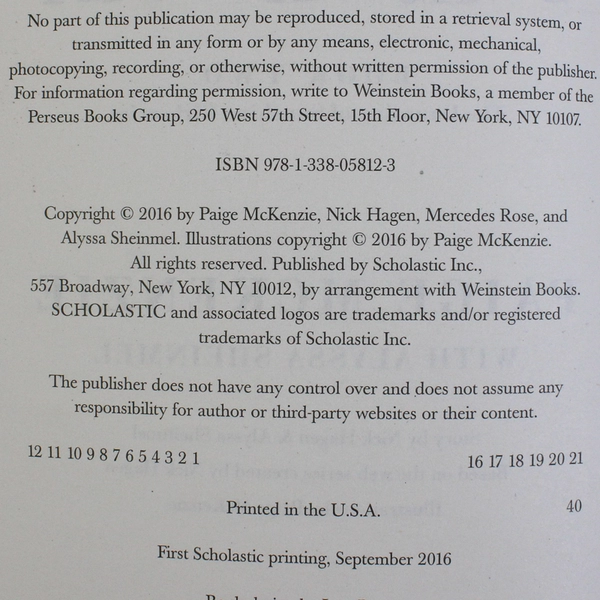 No part of this publication may be reproduced, stored in a retrieval system, or
transmitted in any form or by any means, electronic, mechanical,
photocopying, recording, or otherwise, without written permission of the publisher.
For information regarding permission, write to Weinstein Books, a member of the
Perseus Books Group, 250 West 57th Street, 15th Floor, New York, NY 10107.
ISBN 978-1-338-05812-3
Copyright © 2016 by Paige McKenzie, Nick Hagen, Mercedes Rose, and
Alyssa Sheinmel. Illustrations copyright © 2016 by Paige McKenzie.
All rights reserved. Published by Scholastic Inc.,
557 Broadway, New York, NY 10012, by arrangement with Weinstein Books.
SCHOLASTIC and associated logos are trademarks and/or registered
trademarks of Scholastic Inc.
The publisher does not have any control over and does not assume any
responsibility for author or third-party websites or their content.
12 11 10 9 8 7 6 5 4 3 2 1 16 17 18 19 20 21
Printed in the U.S.A. 40
First Scholastic printing, September 2016